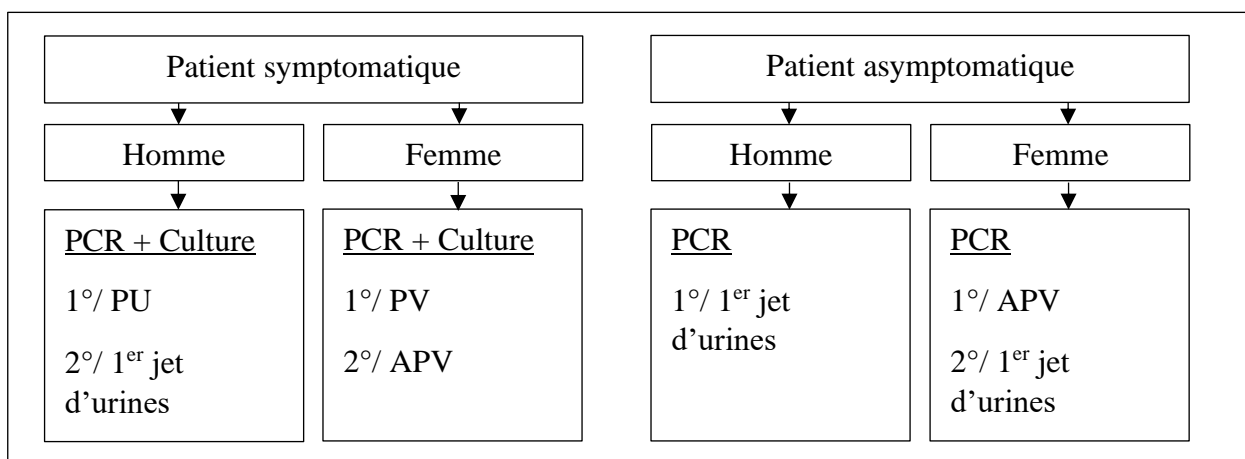 Patient symptomatique
Homme
Femme
PCR + Culture
1°/ PU
2°/ 1er jet
d'urines
PCR + Culture
1°/ PV
2°/ APV
Patient asymptomatique
Homme
Femme
PCR
1°/ 1er jet
d'urines
PCR
1°/ APV
2°/ 1er jet
d'urines